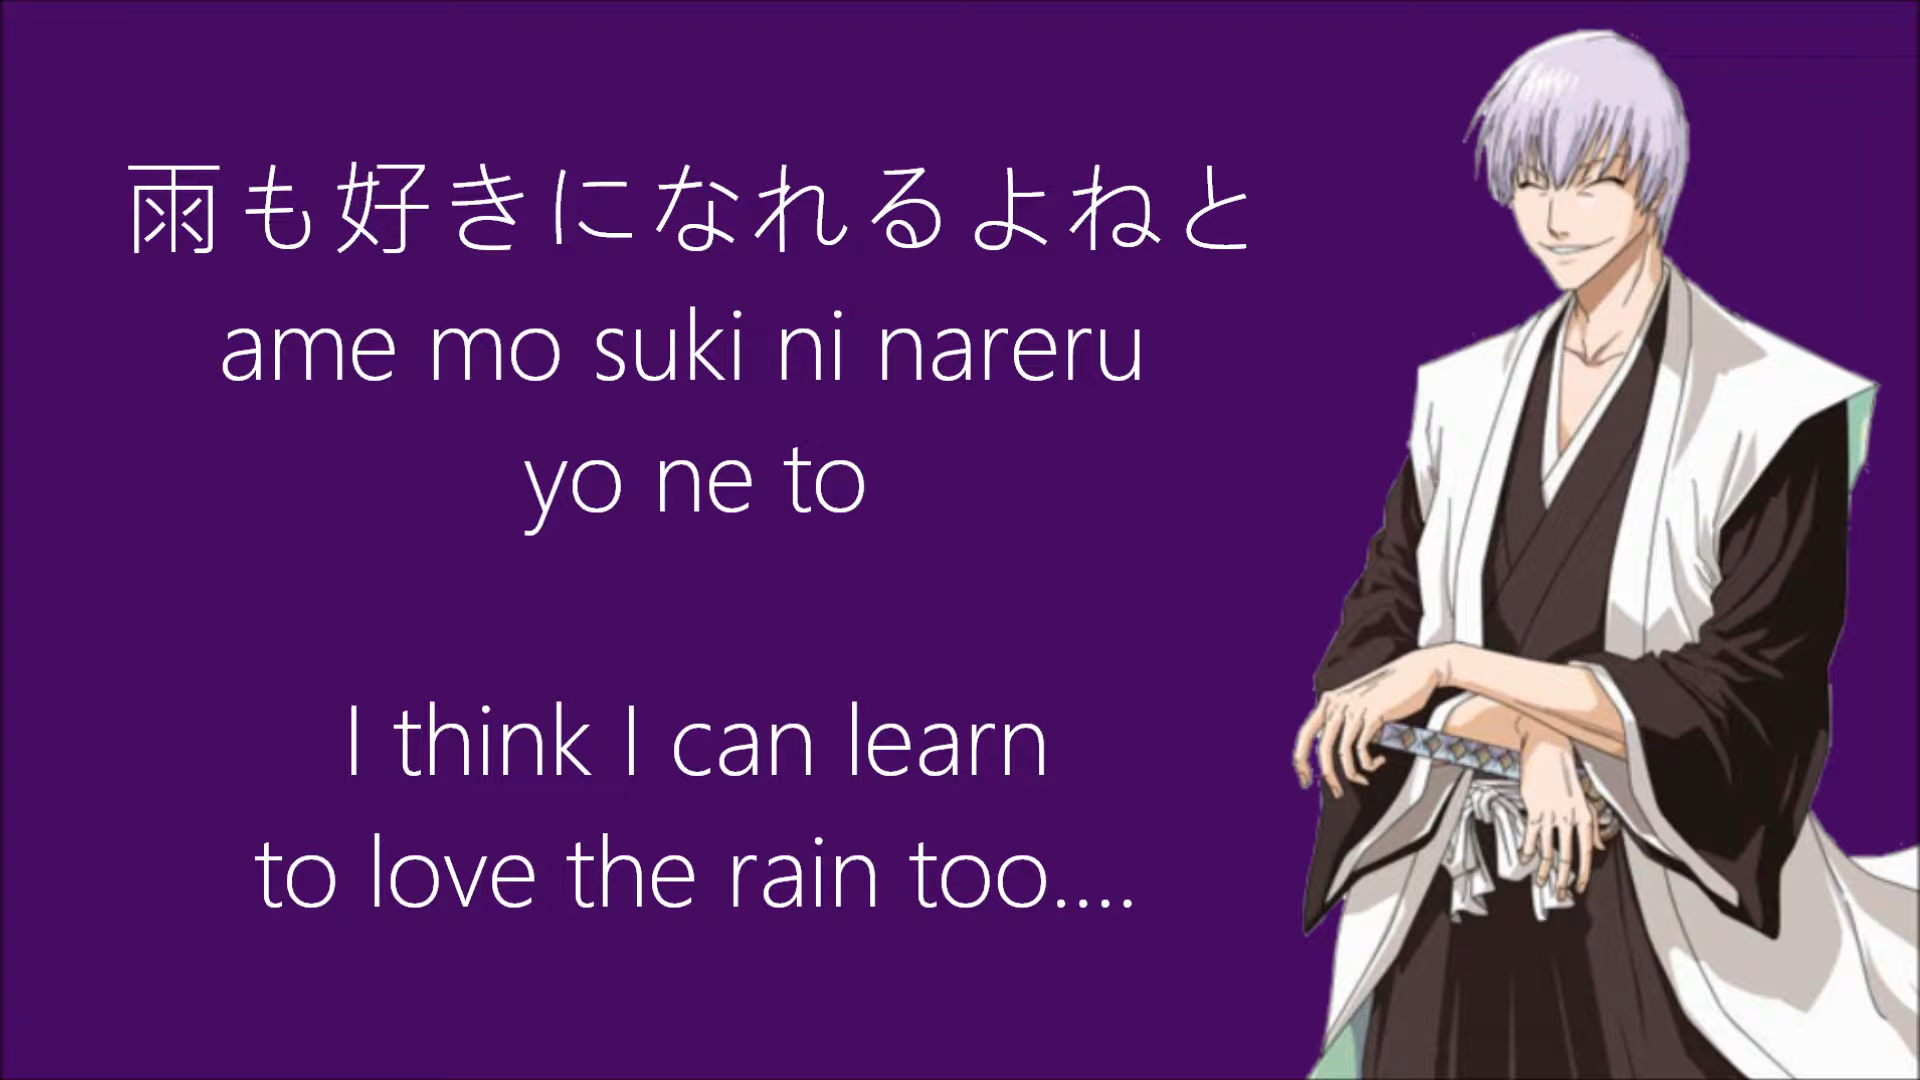 雨も好きになれるよねと
ame mo suki ni nareru
yo ne to
I think I can learn
to love the rain too....